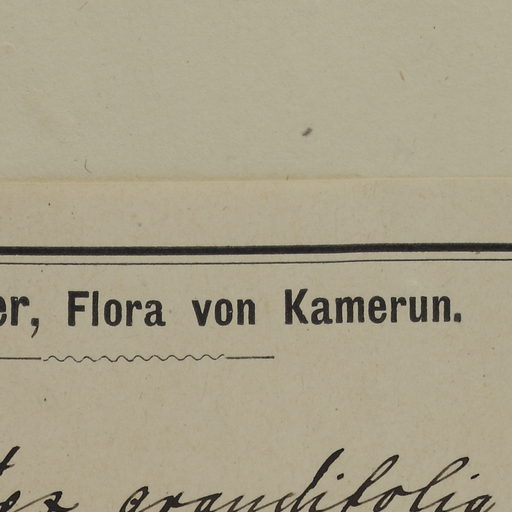 er, Flora von Kamerun.
grandifolia